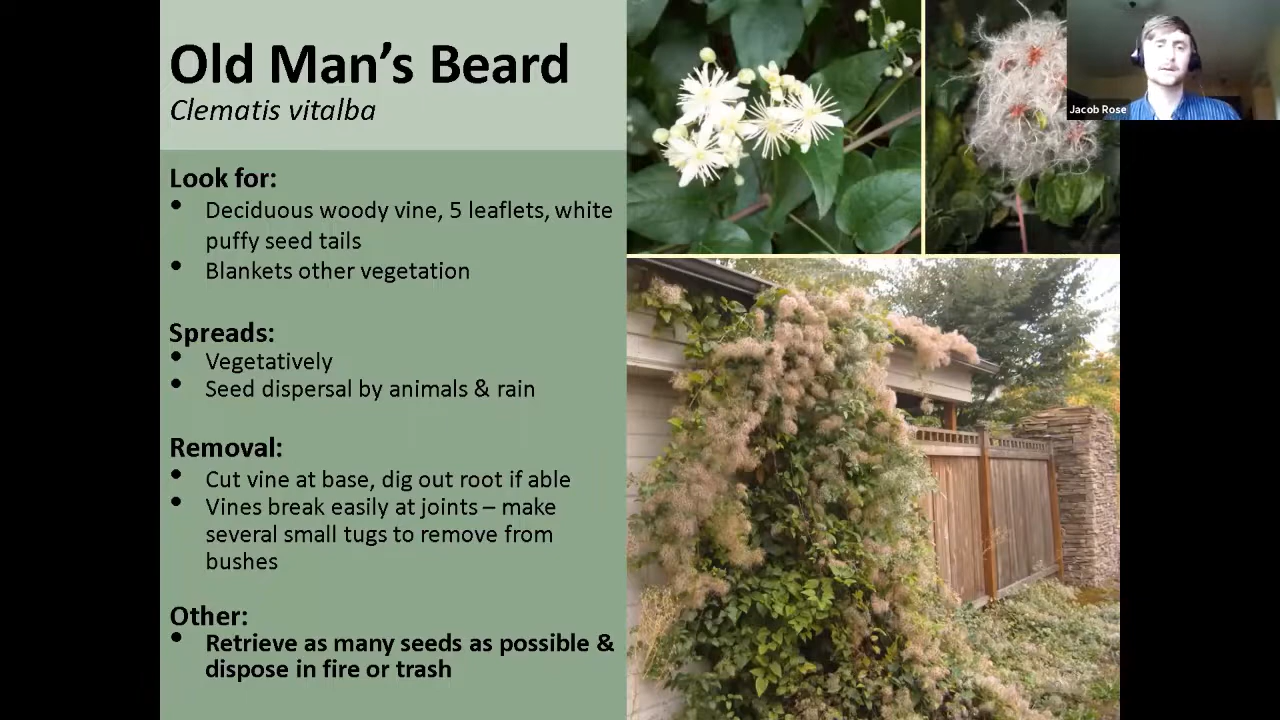 Old Man’s Beard
Clematis vitalba
Jacob Rose
Look for:
• Deciduous woody vine, 5 leaflets, white
puffy seed tails
• Blankets other vegetation
Spreads:
• Vegetatively
• Seed dispersal by animals & rain
Removal:
• Cut vine at base, dig out root if able
• Vines break easily at joints – make
several small tugs to remove from
bushes
Other:
• Retrieve as many seeds as possible &
dispose in fire or trash